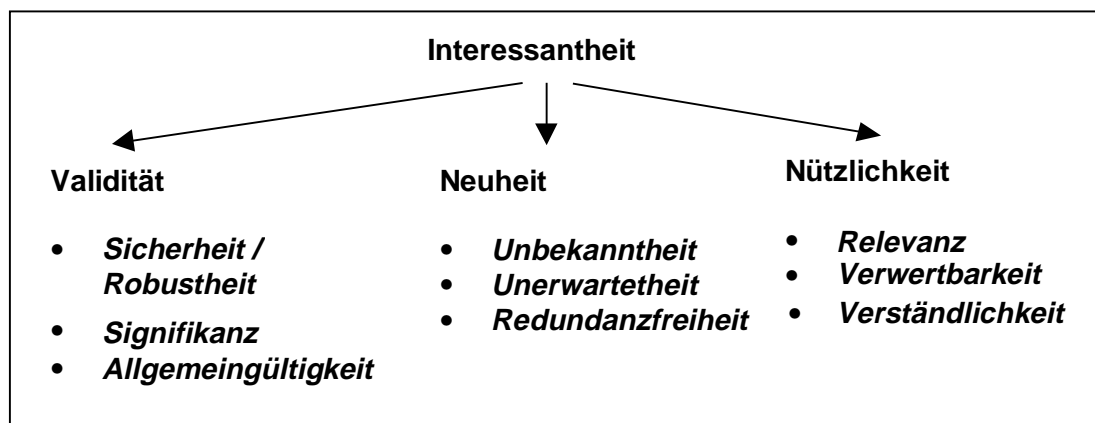 Interessantheit
Validität
• Sicherheit /
Robustheit
• Signifikanz
• Allgemeingültigkeit
Neuheit
• Unbekanntheit
• Unerwartetheit
• Redundanzfreiheit
Nützlichkeit
• Relevanz
• Verwertbarkeit
• Verständlichkeit